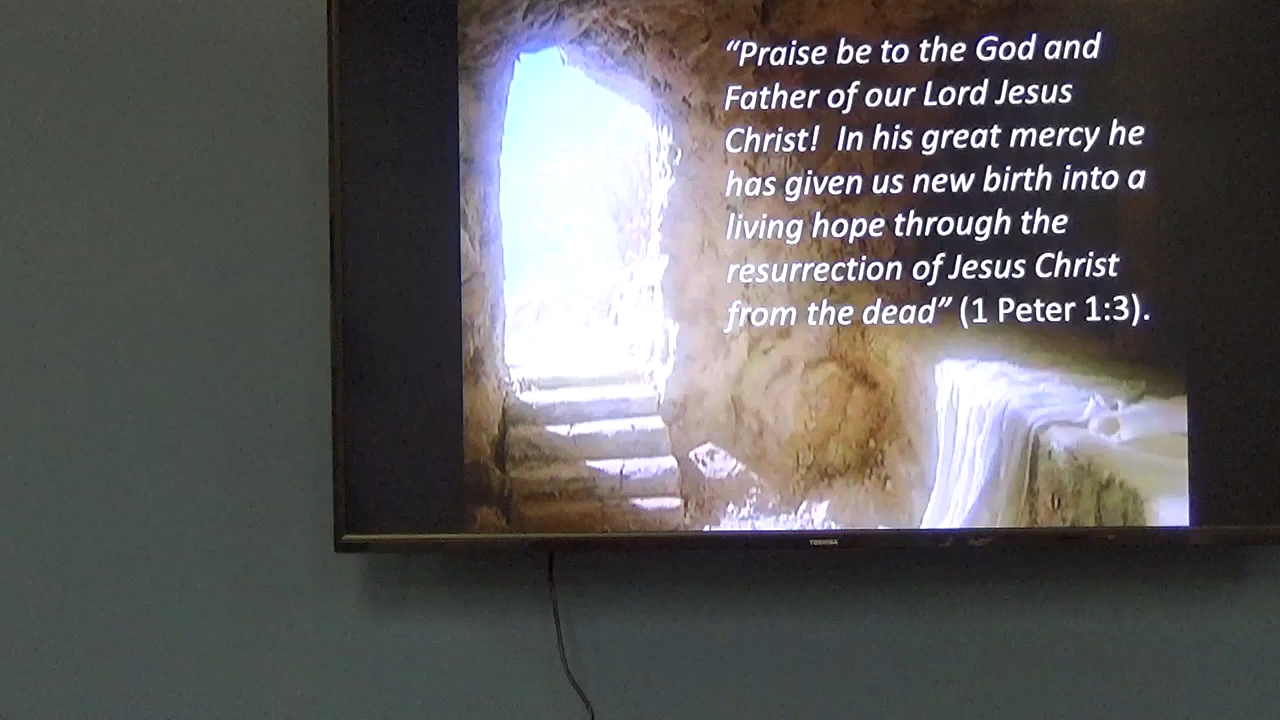 “Praise be to the God and
Father of our Lord Jesus
Christ!  In his great mercy he
has given us new birth into a
living hope through the
resurrection of Jesus Christ
from the dead” (1 Peter 1:3).
TOSHIBA